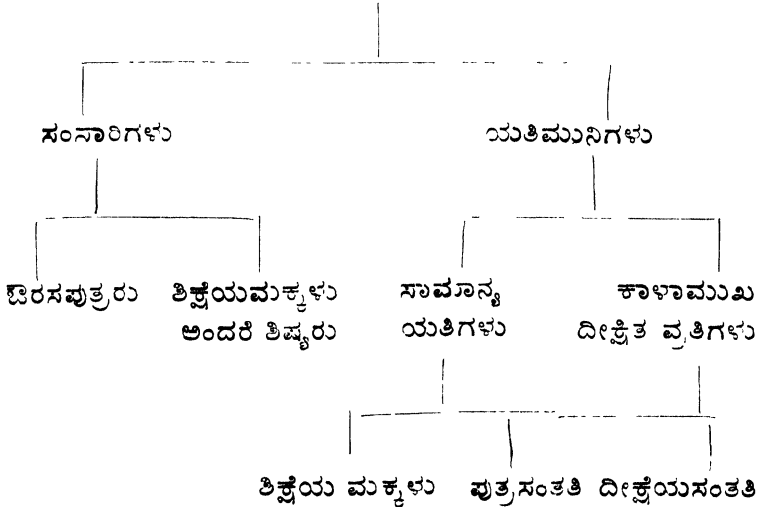 ಸಂಸಾರಿಗಳು ಯತಿಮುನಿಗಳು
ಔರಸಪುತ್ರರು ಶಿಕ್ಷೆಯಮಕ್ಕಳು ಸಾಮಾನ್ಯ ಕಾಳಾಮುಖ
ಅಂದರೆ ಶಿಷ್ಯರು ಯತಿಗಳು ದೀಕ್ಷಿತ ವ್ರತಿಗಳು
ಶಿಕ್ಷೆಯ ಮಕ್ಕಳು ಪುತ್ರಸಂತತಿ ದೀಕ್ಷೆಯಸಂತತಿ